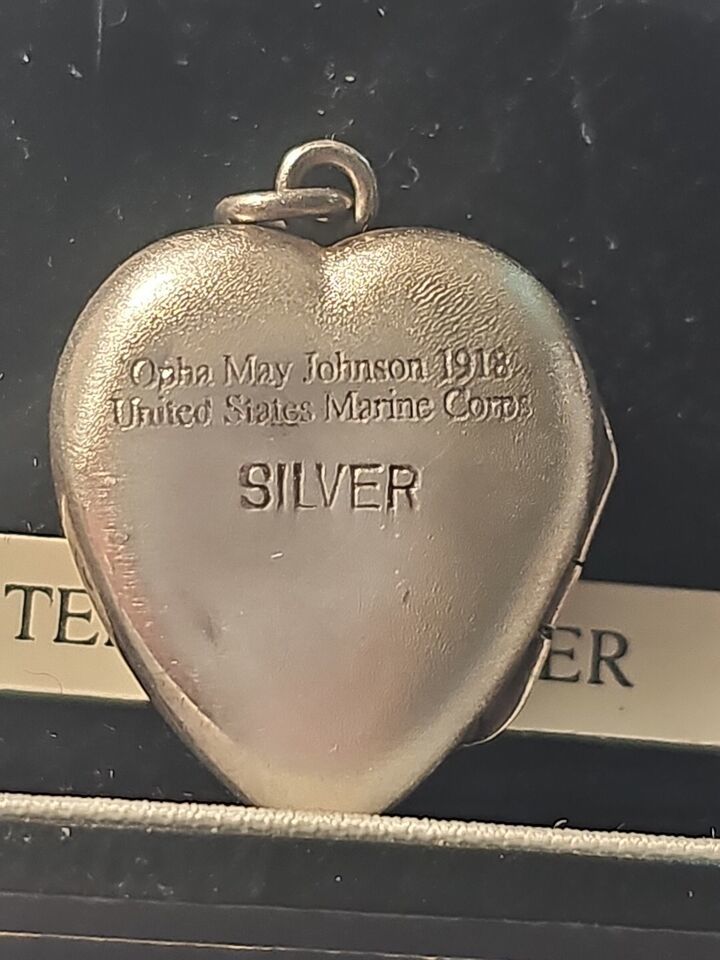 Opha May Johnson 1918
United States Marine Corps
SILVER
TE
ER